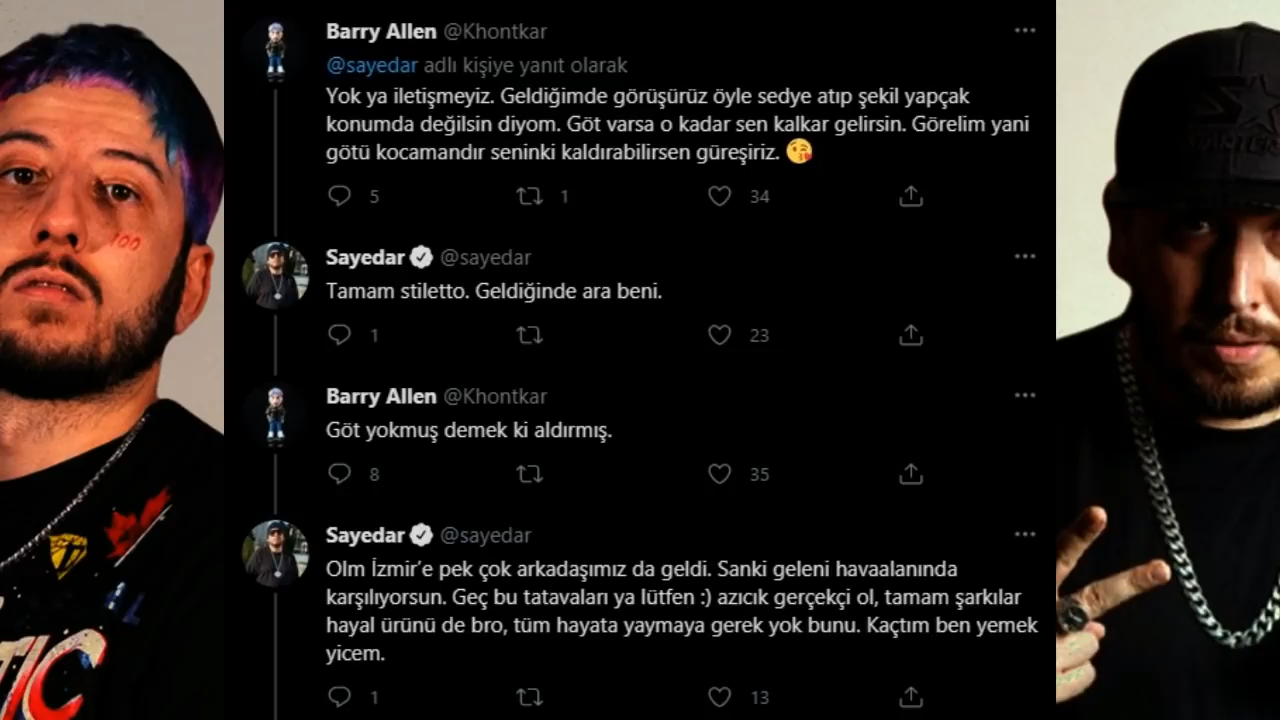 Barry Allen @Khontkar
@sayedar adlı kişiye yanıt olarak
Yok ya iletişmeyiz. Geldiğimde görüşürüz öyle sedye atıp şekil yapçak
konumda değilsin diyom. Göt varsa o kadar sen kalkar gelirsin. Görelim yani
götü kocamandır seninki kaldırabilirsen güreşiriz. 😘
5 1 34
Sayedar @sayedar
Tamam stiletto. Geldiğinde ara beni.
1 23
Barry Allen @Khontkar
Göt yokmuş demek ki aldırmış.
8 35
Sayedar @sayedar
Olm İzmir'e pek çok arkadaşımız da geldi. Sanki geleni havaalanında
karşılıyorsun. Geç bu tatavaları ya lütfen :) azıcık gerçekçi ol, tamam şarkılar
hayal ürünü de bro, tüm hayata yaymaya gerek yok bunu. Kaçtım ben yemek
yicem.
1 13
100
TIC